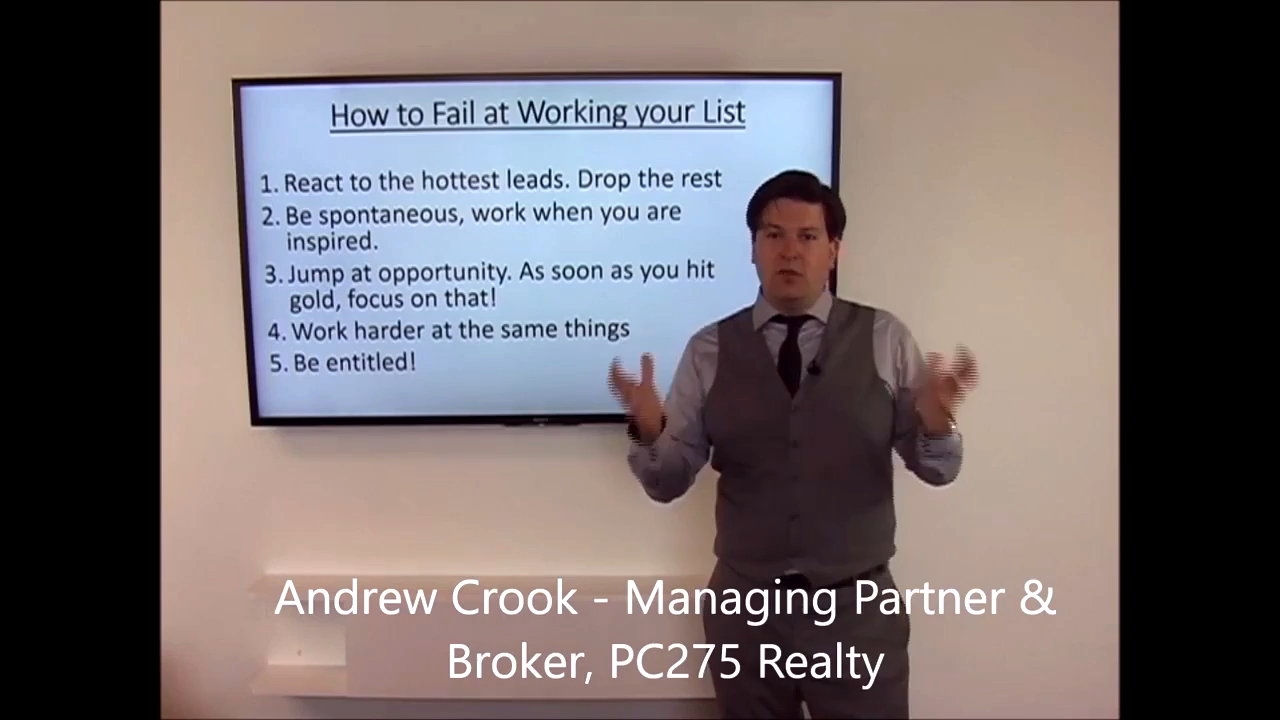 How to Fail at Working your List
1. React to the hottest leads. Drop the rest
2. Be spontaneous, work when you are
inspired.
3. Jump at opportunity. As soon as you hit
gold, focus on that!
4. Work harder at the same things
5. Be entitled!
Andrew Crook - Managing Partner &
Broker, PC275 Realty